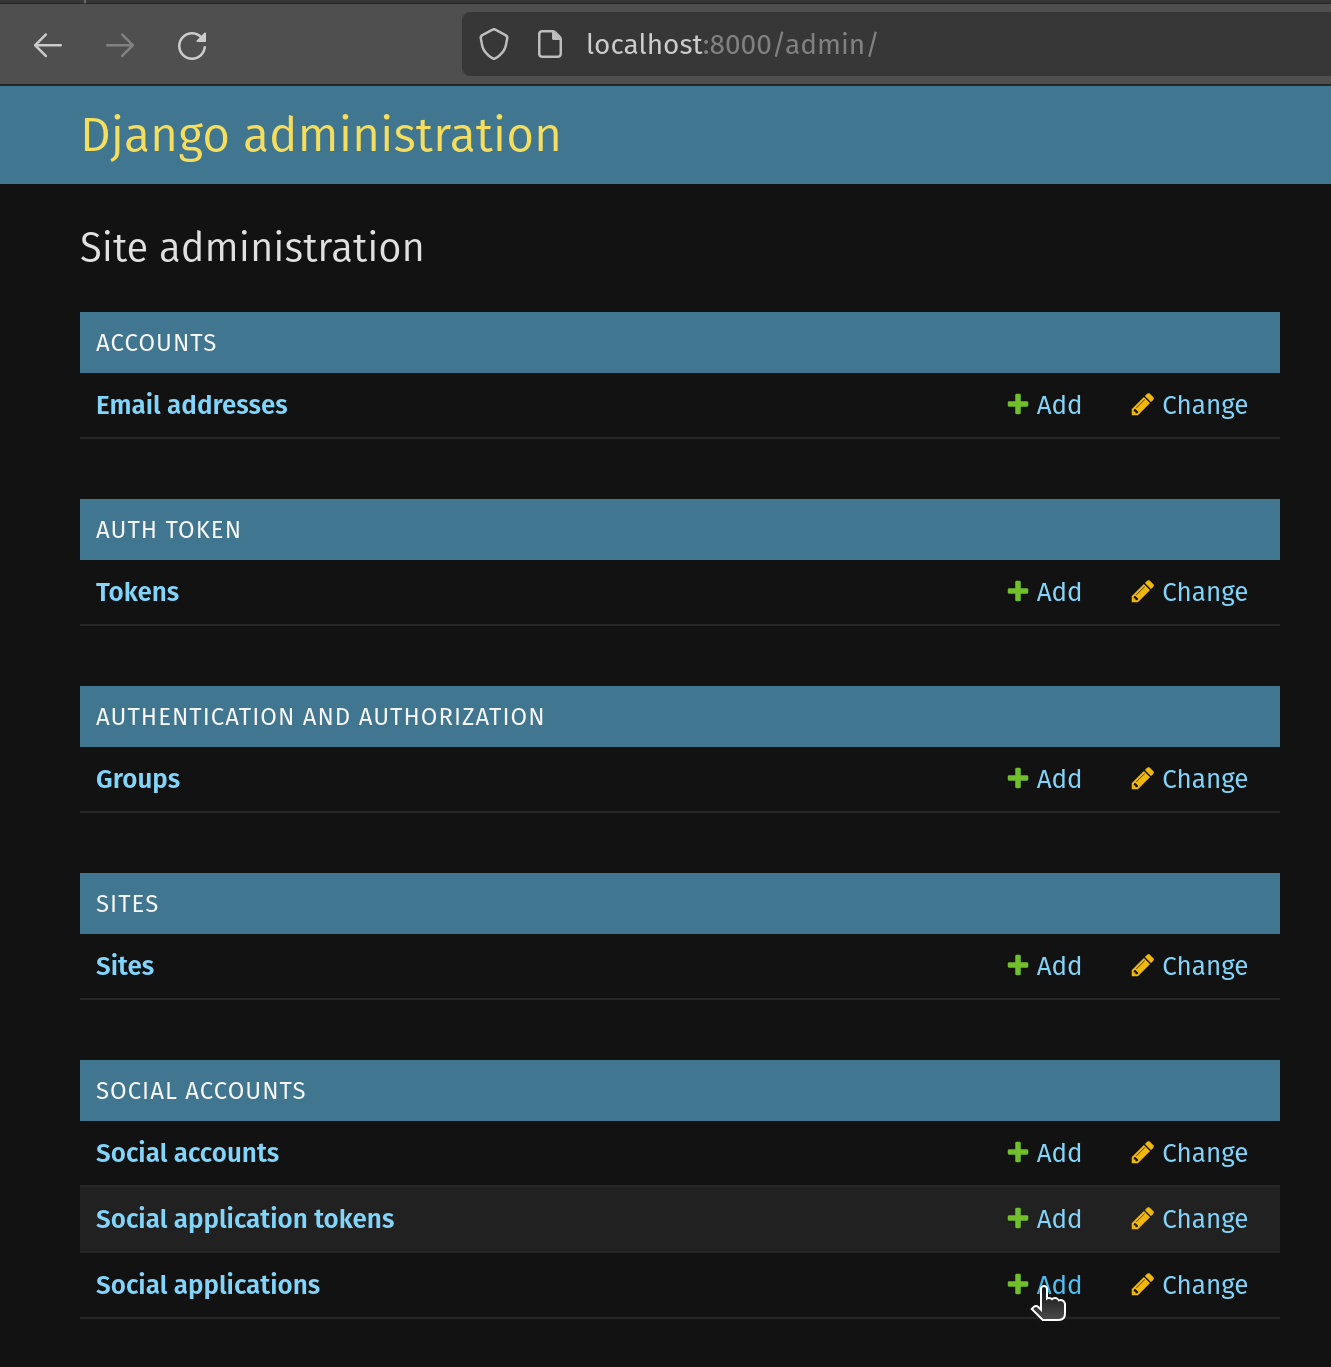 localhost:8000/admin/
Django administration
Site administration
ACCOUNTS
Email addresses Add Change
AUTH TOKEN
Tokens Add Change
AUTHENTICATION AND AUTHORIZATION
Groups Add Change
SITES
Sites Add Change
SOCIAL ACCOUNTS
Social accounts Add Change
Social application tokens Add Change
Social applications Add Change